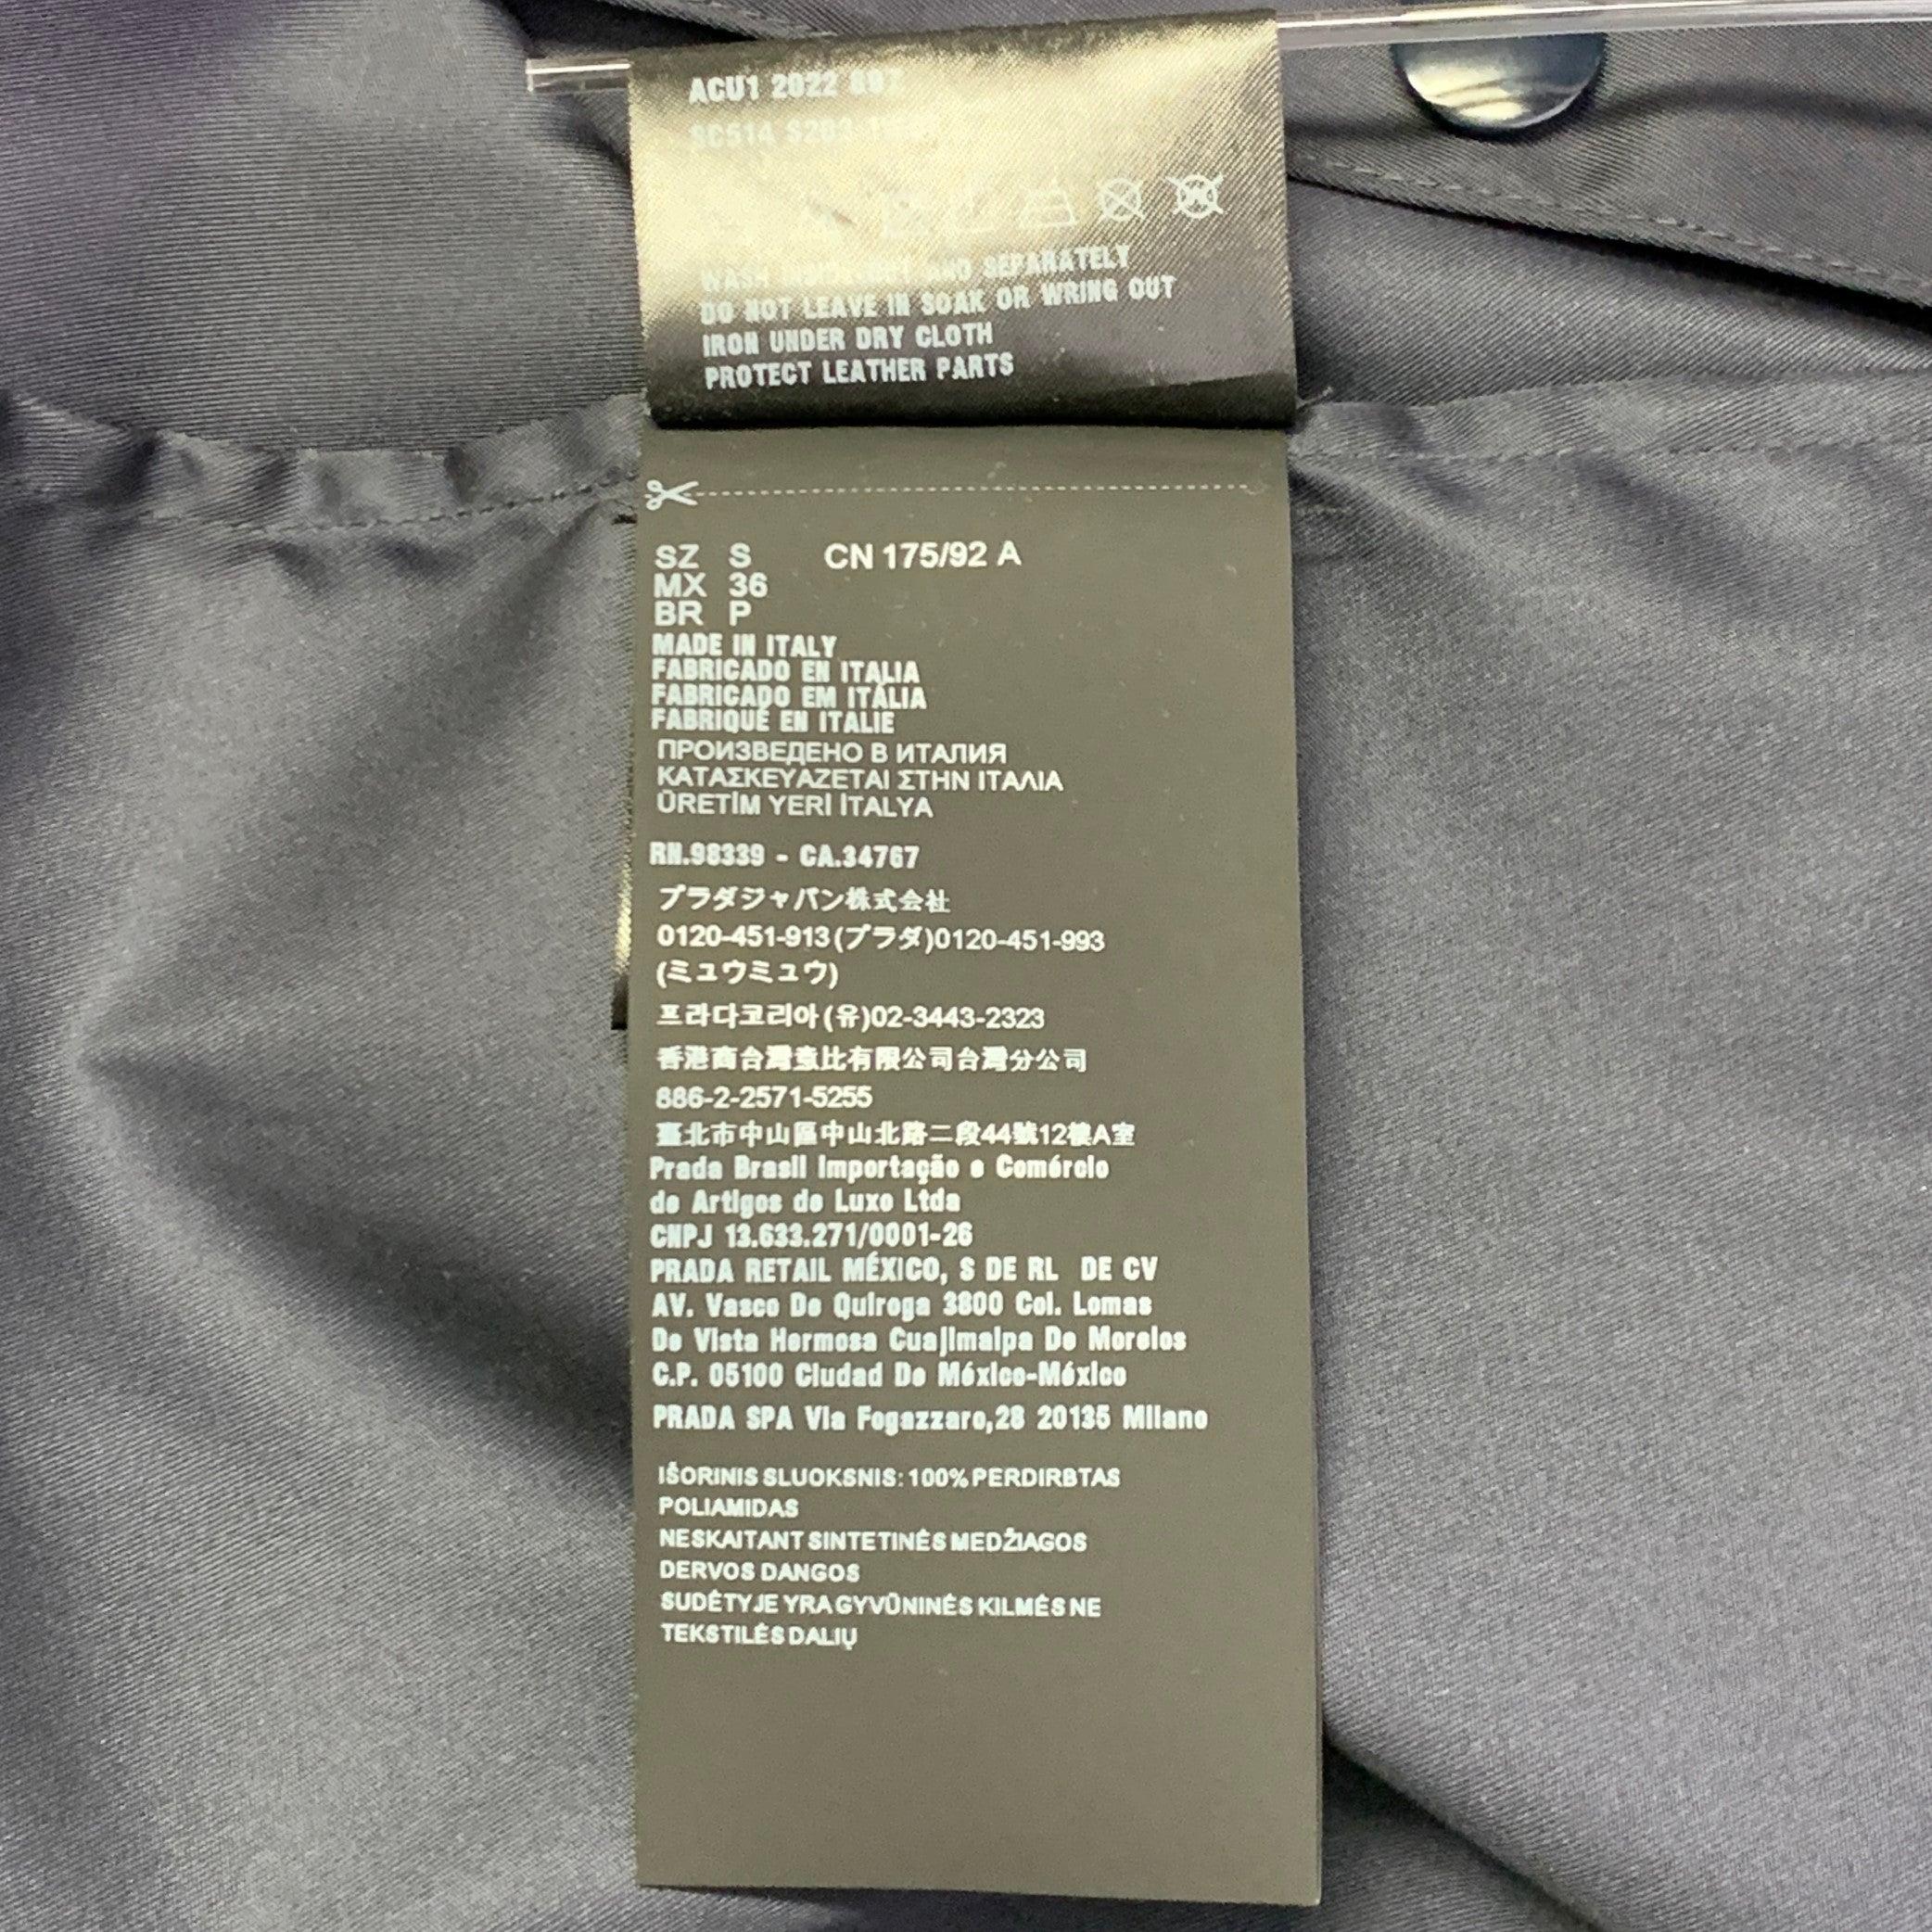 ACU1 2022
SC514
WASH AND SEPARATELY
DO NOT LEAVE IN SOAK OR WRING OUT
IRON UNDER DRY CLOTH
PROTECT LEATHER PARTS
SZ S CN 175/92 A
MX 36
BR P
MADE IN ITALY
FABRICADO EN ITALIA
FABRICADO EM ITÁLIA
FABRIQUÉ EN ITALIE
ПРОИЗВЕДЕНО В ИТАЛИЯ
ΚΑΤΑΣΚΕΥΑΖΕΤΑΙ ΣΤΗΝ ΙΤΑΛΙΑ
ÜRETİM YERİ İTALYA
RN.98339 - CA.34767
プラダジャパン株式会社
0120-451-913(プラダ)0120-451-993
(ミュウミュウ)
프라다코리아(유)02-3443-2323
香港商台灣壹比有限公司台灣分公司
886-2-2571-5255
臺北市中山區中山北路二段44號12樓A室
Prada Brasil Importação e Comércio
de Artigos de Luxo Ltda
CNPJ 13.633.271/0001-26
PRADA RETAIL MÉXICO, S DE RL DE CV
AV. Vasco De Quiroga 3800 Col. Lomas
De Vista Hermosa Cuajimalpa De Morelos
C.P. 05100 Ciudad De México-México
PRADA SPA Via Fogazzaro,28 20135 Milano
IŠORINIS SLUOKSNIS: 100% PERDIRBTAS
POLIAMIDAS
NESKAITANT SINTETINĖS MEDŽIAGOS
DERVOS DANGOS
SUDĖTYJE YRA GYVŪNINĖS KILMĖS NE
TEKSTILĖS DALIŲ